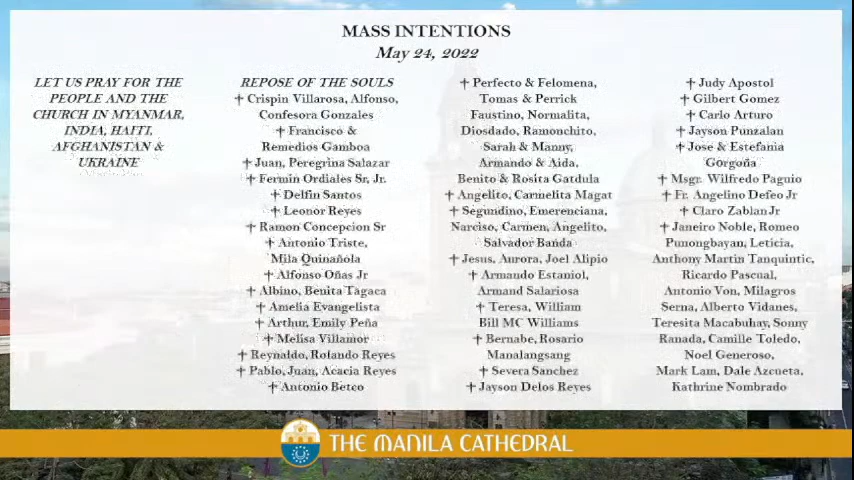 MASS INTENTIONS
May 24, 2022
LET US PRAY FOR THE
PEOPLE AND THE
CHURCH IN MYANMAR,
INDIA, HAITI,
AFGHANISTAN &
UKRAINE
REPOSE OF THE SOULS
✝ Crispin Villarosa, Alfonso,
Confesora Gonzales
✝ Francisco &
Remedios Gamboa
✝ Juan, Peregrina Salazar
✝ Fermin Ordiales Sr, Jr.
✝ Delfin Santos
✝ Leonor Reyes
✝ Ramon Concepcion Sr
✝ Antonio Triste,
Mila Quinañola
✝ Alfonso Oñas Jr
✝ Albino, Benita Tagaca
✝ Amelia Evangelista
✝ Arthur, Emily Peña
✝ Melisa Villamor
✝ Reynaldo, Rolando Reyes
✝ Pablo, Juan, Acacia Reyes
✝ Antonio Betco
✝ Perfecto & Felomena,
Tomas & Perrick
Faustino, Normalita,
Diosdado, Ramonchito,
Sarah & Manny,
Armando & Aida,
Benito & Rosita Gatdula
✝ Angelito, Carmelita Magat
✝ Segundino, Emerenciana,
Narciso, Carmen, Angelito,
Salvador Banda
✝ Jesus, Aurora, Joel Alipio
✝ Armando Estaniol,
Armand Salariosa
✝ Teresa, William
Bill MC Williams
✝ Bernabe, Rosario
Manalangsang
✝ Severa Sanchez
✝ Jayson Delos Reyes
✝ Judy Apostol
✝ Gilbert Gomez
✝ Carlo Arturo
✝ Jayson Punzalan
✝ Jose & Estefania
Gorgoña
✝ Msgr. Wilfredo Paguio
✝ Fr. Angelino Defeo Jr
✝ Claro Zablan Jr
✝ Janeiro Noble, Romeo
Punongbayan, Leticia,
Anthony Martin Tanquintic,
Ricardo Pascual,
Antonio Von, Milagros
Serna, Alberto Vidanes,
Teresita Macabuhay, Sonny
Ranada, Camille Toledo,
Noel Generoso,
Mark Lam, Dale Azcueta,
Kathrine Nombrado
THE MANILA CATHEDRAL